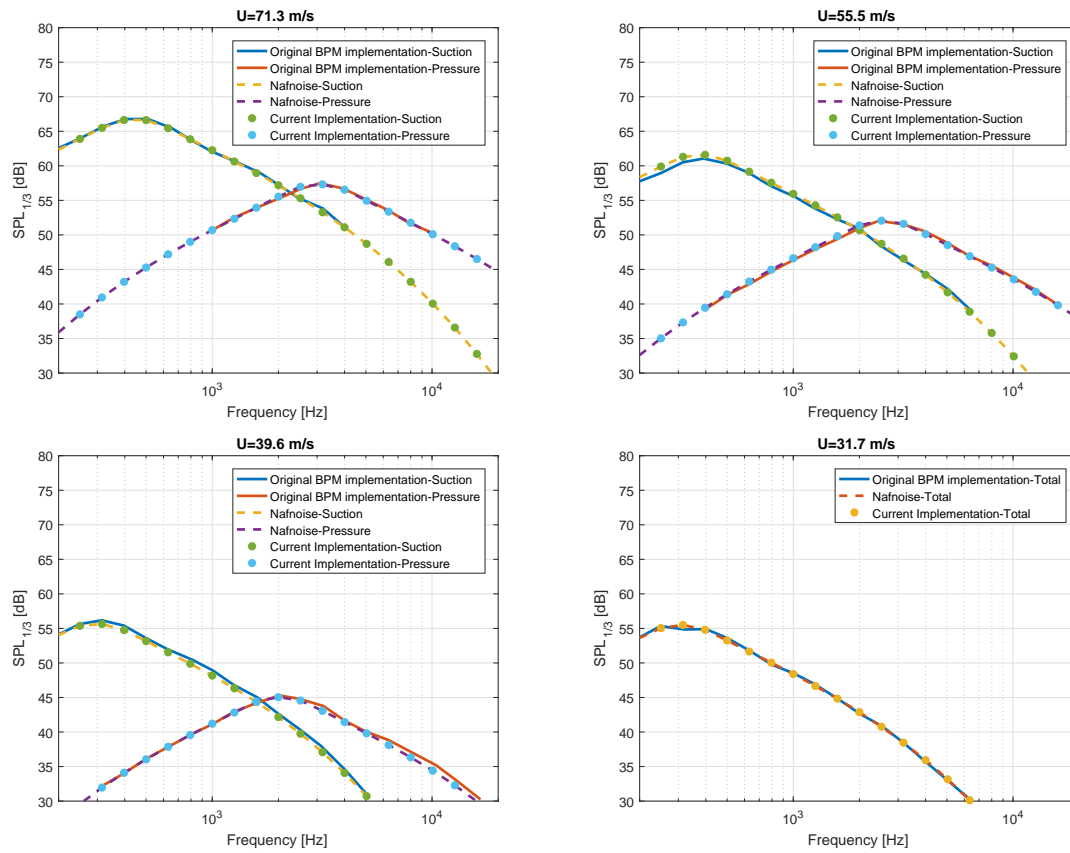 U=71.3 m/s
80
75
70
65
60
55
50
45
40
35
30
SPL1/3 [dB]
Original BPM implementation-Suction
Original BPM implementation-Pressure
Nafnoise-Suction
Nafnoise-Pressure
Current Implementation-Suction
Current Implementation-Pressure
10^3
10^4
Frequency [Hz]
U=55.5 m/s
80
75
70
65
60
55
50
45
40
35
30
SPL1/3 [dB]
Original BPM implementation-Suction
Original BPM implementation-Pressure
Nafnoise-Suction
Nafnoise-Pressure
Current Implementation-Suction
Current Implementation-Pressure
10^3
10^4
Frequency [Hz]
U=39.6 m/s
80
75
70
65
60
55
50
45
40
35
30
SPL1/3 [dB]
Original BPM implementation-Suction
Original BPM implementation-Pressure
Nafnoise-Suction
Nafnoise-Pressure
Current Implementation-Suction
Current Implementation-Pressure
10^3
10^4
Frequency [Hz]
U=31.7 m/s
80
75
70
65
60
55
50
45
40
35
30
SPL1/3 [dB]
Original BPM implementation-Total
Nafnoise-Total
Current Implementation-Total
10^3
10^4
Frequency [Hz]